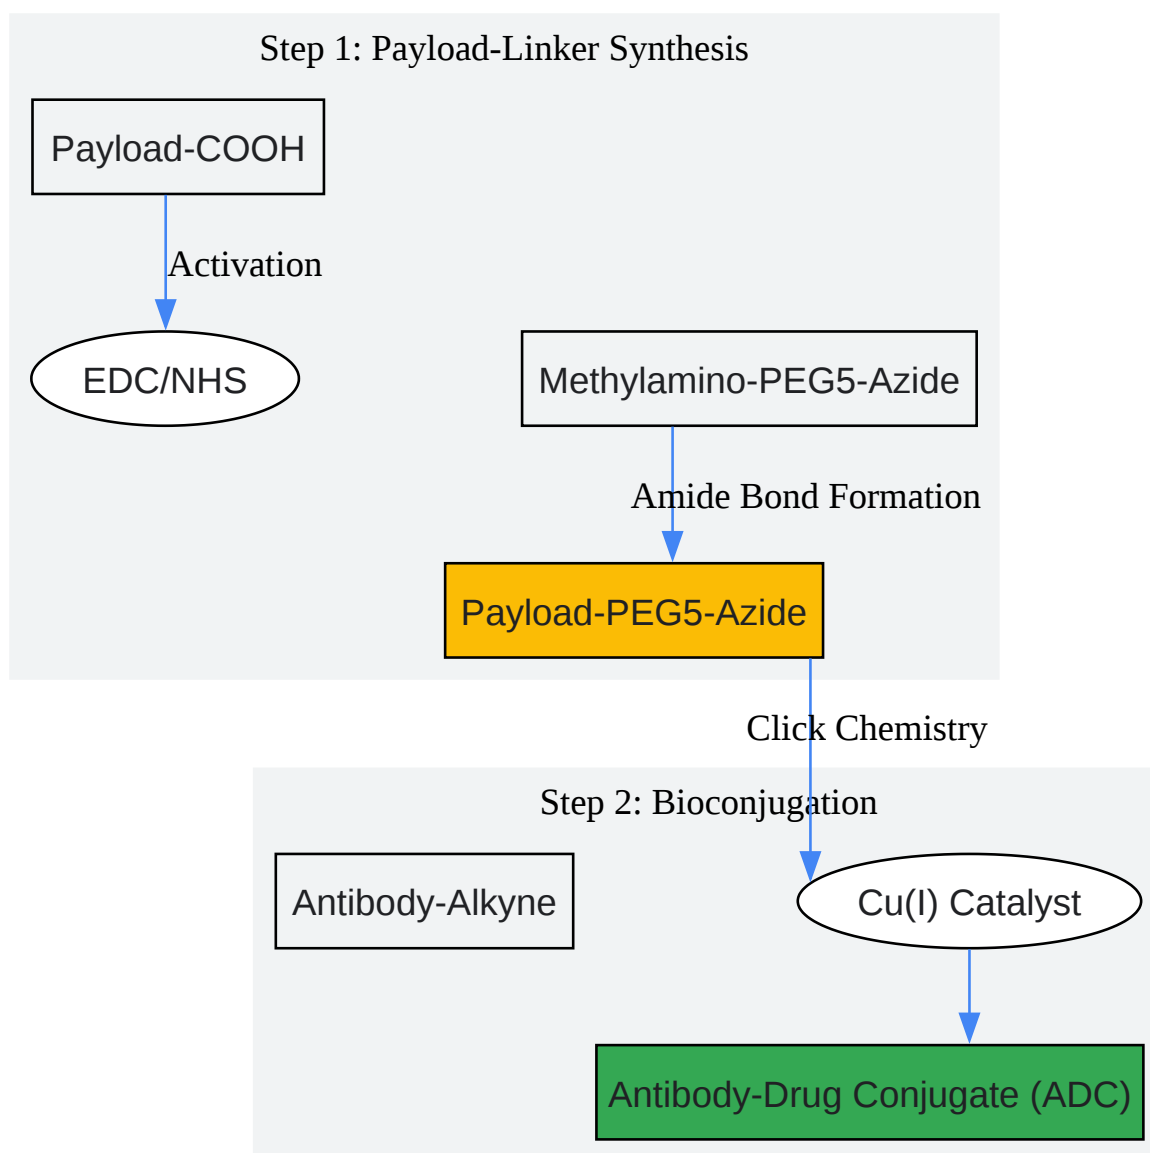 Step 1: Payload-Linker Synthesis
Payload-COOH
Activation
EDC/NHS
Methylamino-PEG5-Azide
Amide Bond Formation
Payload-PEG5-Azide
Click Chemistry
Step 2: Bioconjugation
Antibody-Alkyne
Cu(I) Catalyst
Antibody-Drug Conjugate (ADC)